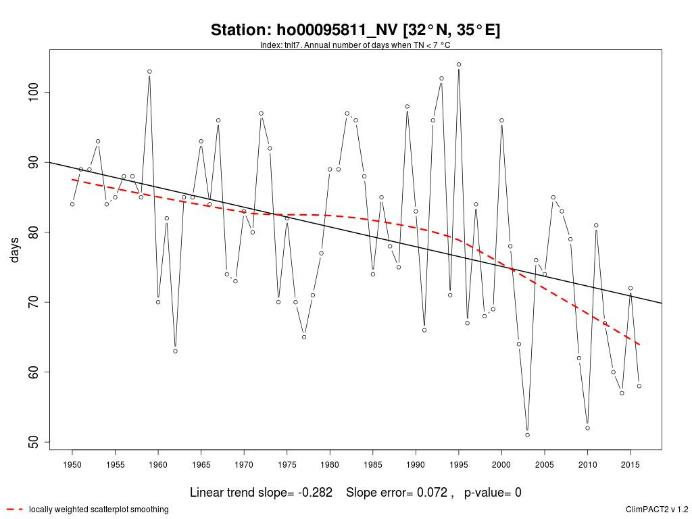 Station: ho00095811_NV [32°N, 35°E]
Index: tnlt7. Annual number of days when TN < 7 °C
100
90
80
70
60
50
days
1950 1955 1960 1965 1970 1975 1980 1985 1990 1995 2000 2005 2010 2015
Linear trend slope= -0.282 Slope error= 0.072 , p-value= 0
locally weighted scatterplot smoothing
ClimPACT2 v 1.2